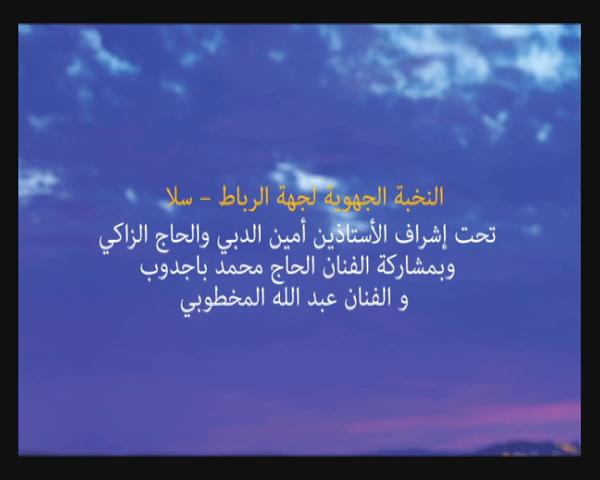 النخبة الجهوية لجهة الرباط - سلا
تحت إشراف الأستاذين أمين الدبي والحاج الزاكي
وبمشاركة الفنان الحاج محمد باجدوب
و الفنان عبد الله المخطوبي